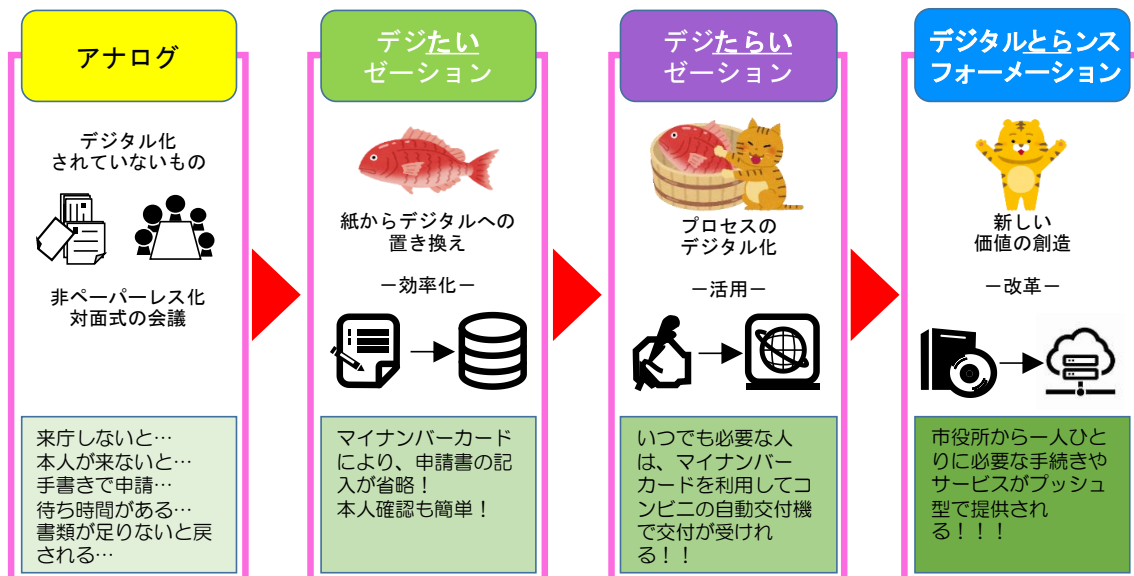 アナログ
デジタル化
されていないもの
非ペーパーレス化
対面式の会議
来庁しないと…
本人が来ないと…
手書きで申請…
待ち時間がある…
書類が足りないと戻
される…
デジたい
ゼーション
紙からデジタルへの
置き換え
－効率化－
マイナンバーカード
により、申請書の記
入が省略！
本人確認も簡単！
デジたらい
ゼーション
プロセスの
デジタル化
－活用－
いつでも必要な人
は、マイナンバー
カードを利用してコ
ンビニの自動交付機
で交付が受けれ
る！！
デジタルとらンス
フォーメーション
新しい
価値の創造
－改革－
市役所から一人ひと
りに必要な手続きや
サービスがプッシュ
型で提供され
る！！！